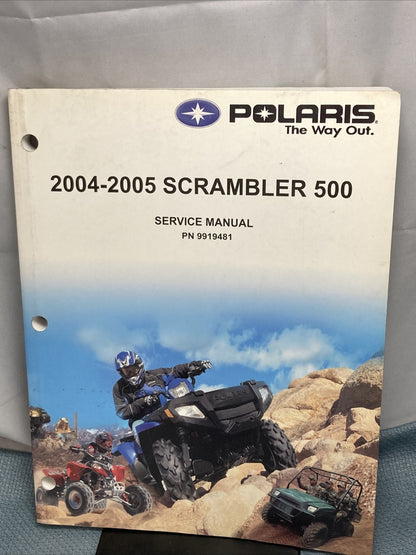 POLARIS
The Way Out.
2004-2005 SCRAMBLER 500
SERVICE MANUAL
PN 9919481